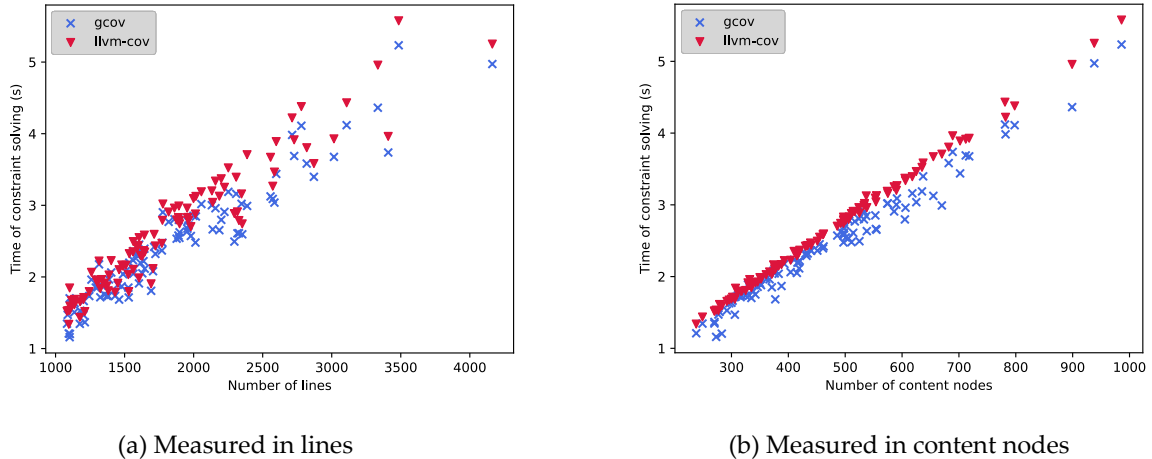 gcov
llvm-cov
Time of constraint solving (s)
5
4
3
2
1
1000 1500 2000 2500 3000 3500 4000
Number of lines
(a) Measured in lines
gcov
llvm-cov
Time of constraint solving (s)
5
4
3
2
1
300 400 500 600 700 800 900 1000
Number of content nodes
(b) Measured in content nodes